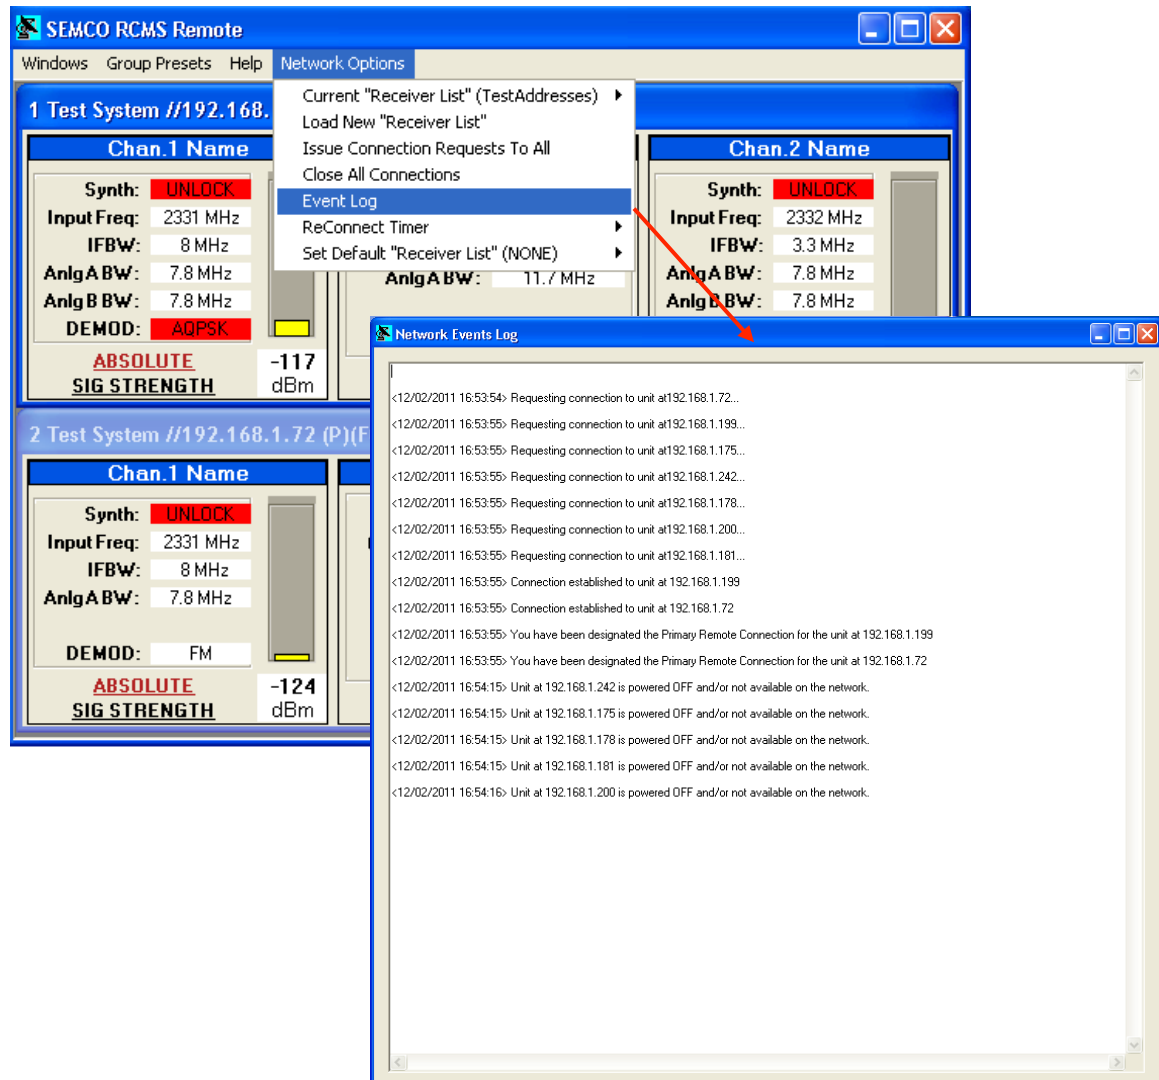 SEMCO RCMS Remote
Windows Group Presets Help Network Options
Current "Receiver List" (TestAddresses)
Load New "Receiver List"
Issue Connection Requests To All
Close All Connections
Event Log
ReConnect Timer
Set Default "Receiver List" (NONE)
1 Test System //192.168.
Chan.1 Name
Synth: UNLOCK
Input Freq: 2331 MHz
IFBW: 8 MHz
Anlg A BW: 7.8 MHz
Anlg B BW: 7.8 MHz
DEMOD: AQPSK
ABSOLUTE
SIG STRENGTH
-117
dBm
Anlg A BW: 11.7 MHz
Chan.2 Name
Synth: UNLOCK
Input Freq: 2332 MHz
IFBW: 3.3 MHz
Anlg A BW: 7.8 MHz
Anlg B BW: 7.8 MHz
2 Test System //192.168.1.72 (P)(F
Chan.1 Name
Synth: UNLOCK
Input Freq: 2331 MHz
IFBW: 8 MHz
Anlg A BW: 7.8 MHz
DEMOD: FM
ABSOLUTE
SIG STRENGTH
-124
dBm
Network Events Log
<12/02/2011 16:53:54> Requesting connection to unit at192.168.1.72...
<12/02/2011 16:53:55> Requesting connection to unit at192.168.1.199...
<12/02/2011 16:53:55> Requesting connection to unit at192.168.1.175...
<12/02/2011 16:53:55> Requesting connection to unit at192.168.1.242...
<12/02/2011 16:53:55> Requesting connection to unit at192.168.1.178...
<12/02/2011 16:53:55> Requesting connection to unit at192.168.1.200...
<12/02/2011 16:53:55> Requesting connection to unit at192.168.1.181...
<12/02/2011 16:53:55> Connection established to unit at 192.168.1.199
<12/02/2011 16:53:55> Connection established to unit at 192.168.1.72
<12/02/2011 16:53:55> You have been designated the Primary Remote Connection for the unit at 192.168.1.199
<12/02/2011 16:53:55> You have been designated the Primary Remote Connection for the unit at 192.168.1.72
<12/02/2011 16:54:15> Unit at 192.168.1.242 is powered OFF and/or not available on the network.
<12/02/2011 16:54:15> Unit at 192.168.1.175 is powered OFF and/or not available on the network.
<12/02/2011 16:54:15> Unit at 192.168.1.178 is powered OFF and/or not available on the network.
<12/02/2011 16:54:15> Unit at 192.168.1.181 is powered OFF and/or not available on the network.
<12/02/2011 16:54:16> Unit at 192.168.1.200 is powered OFF and/or not available on the network.